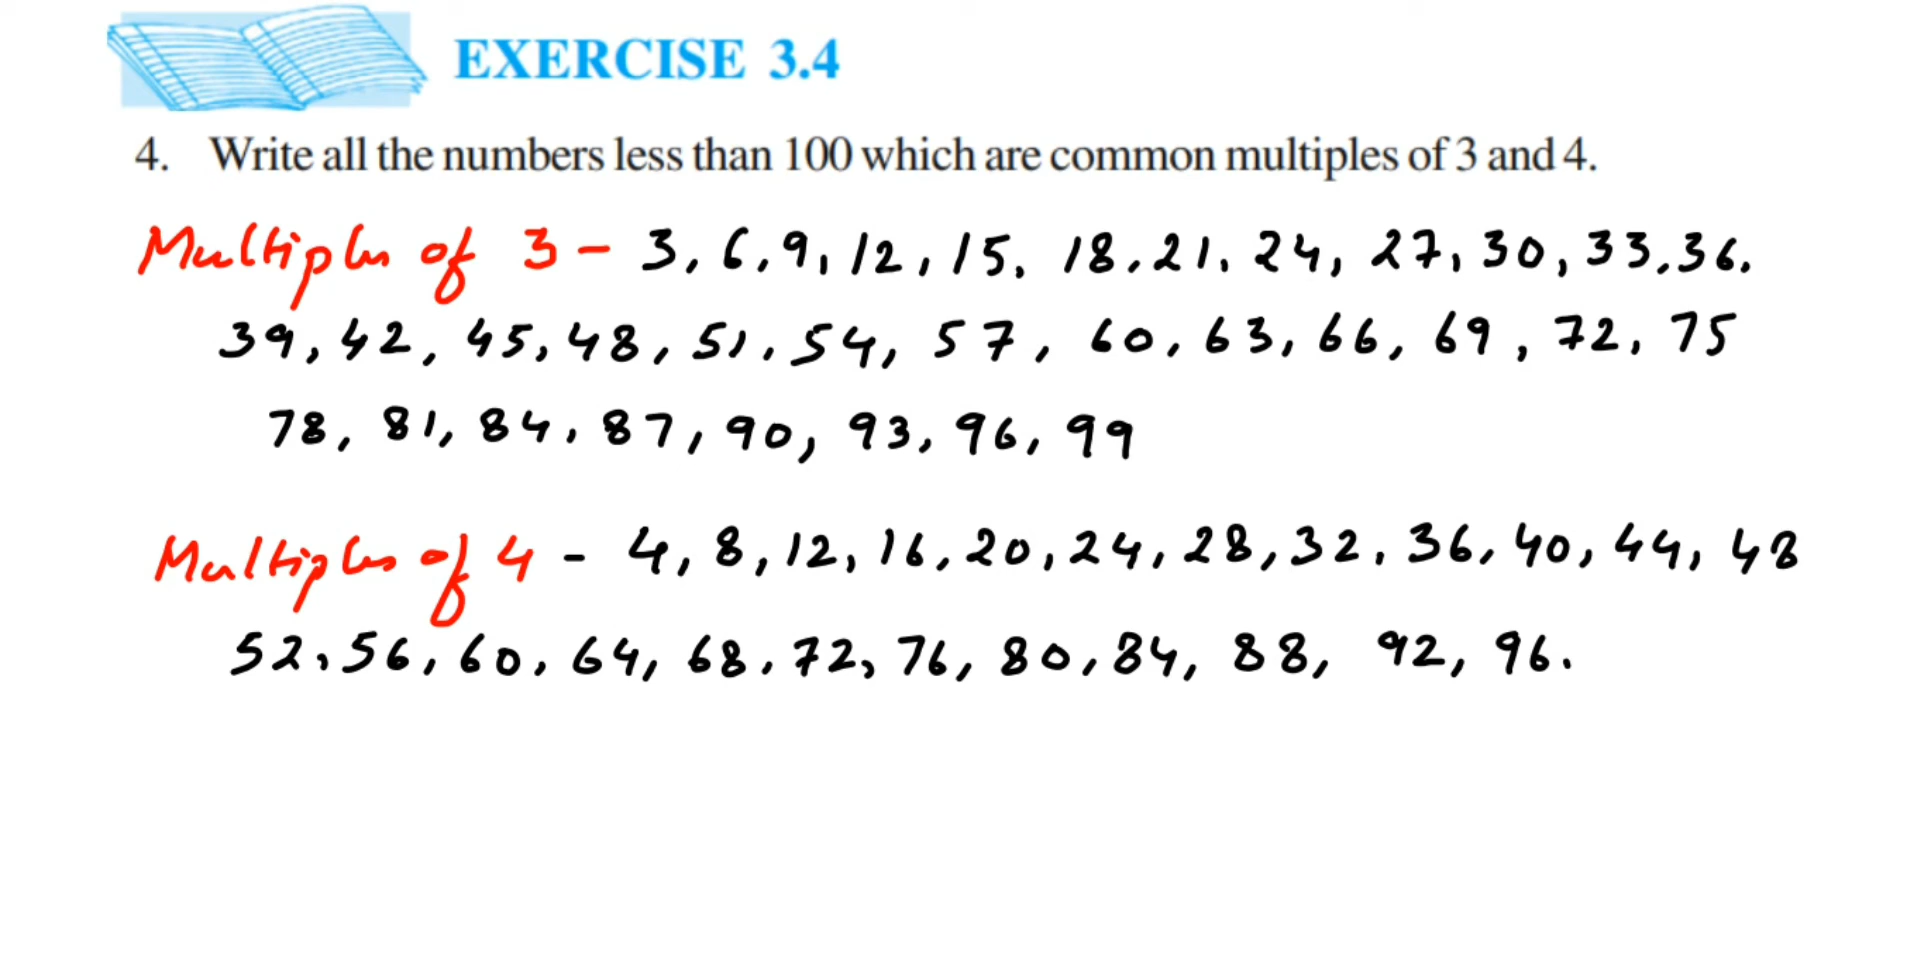 EXERCISE 3.4
4. Write all the numbers less than 100 which are common multiples of 3 and 4.
Multiples of 3 - 3, 6, 9, 12, 15, 18, 21, 24, 27, 30, 33, 36,
39, 42, 45, 48, 51, 54, 57, 60, 63, 66, 69, 72, 75
78, 81, 84, 87, 90, 93, 96, 99
Multiples of 4 - 4, 8, 12, 16, 20, 24, 28, 32, 36, 40, 44, 48
52, 56, 60, 64, 68, 72, 76, 80, 84, 88, 92, 96.